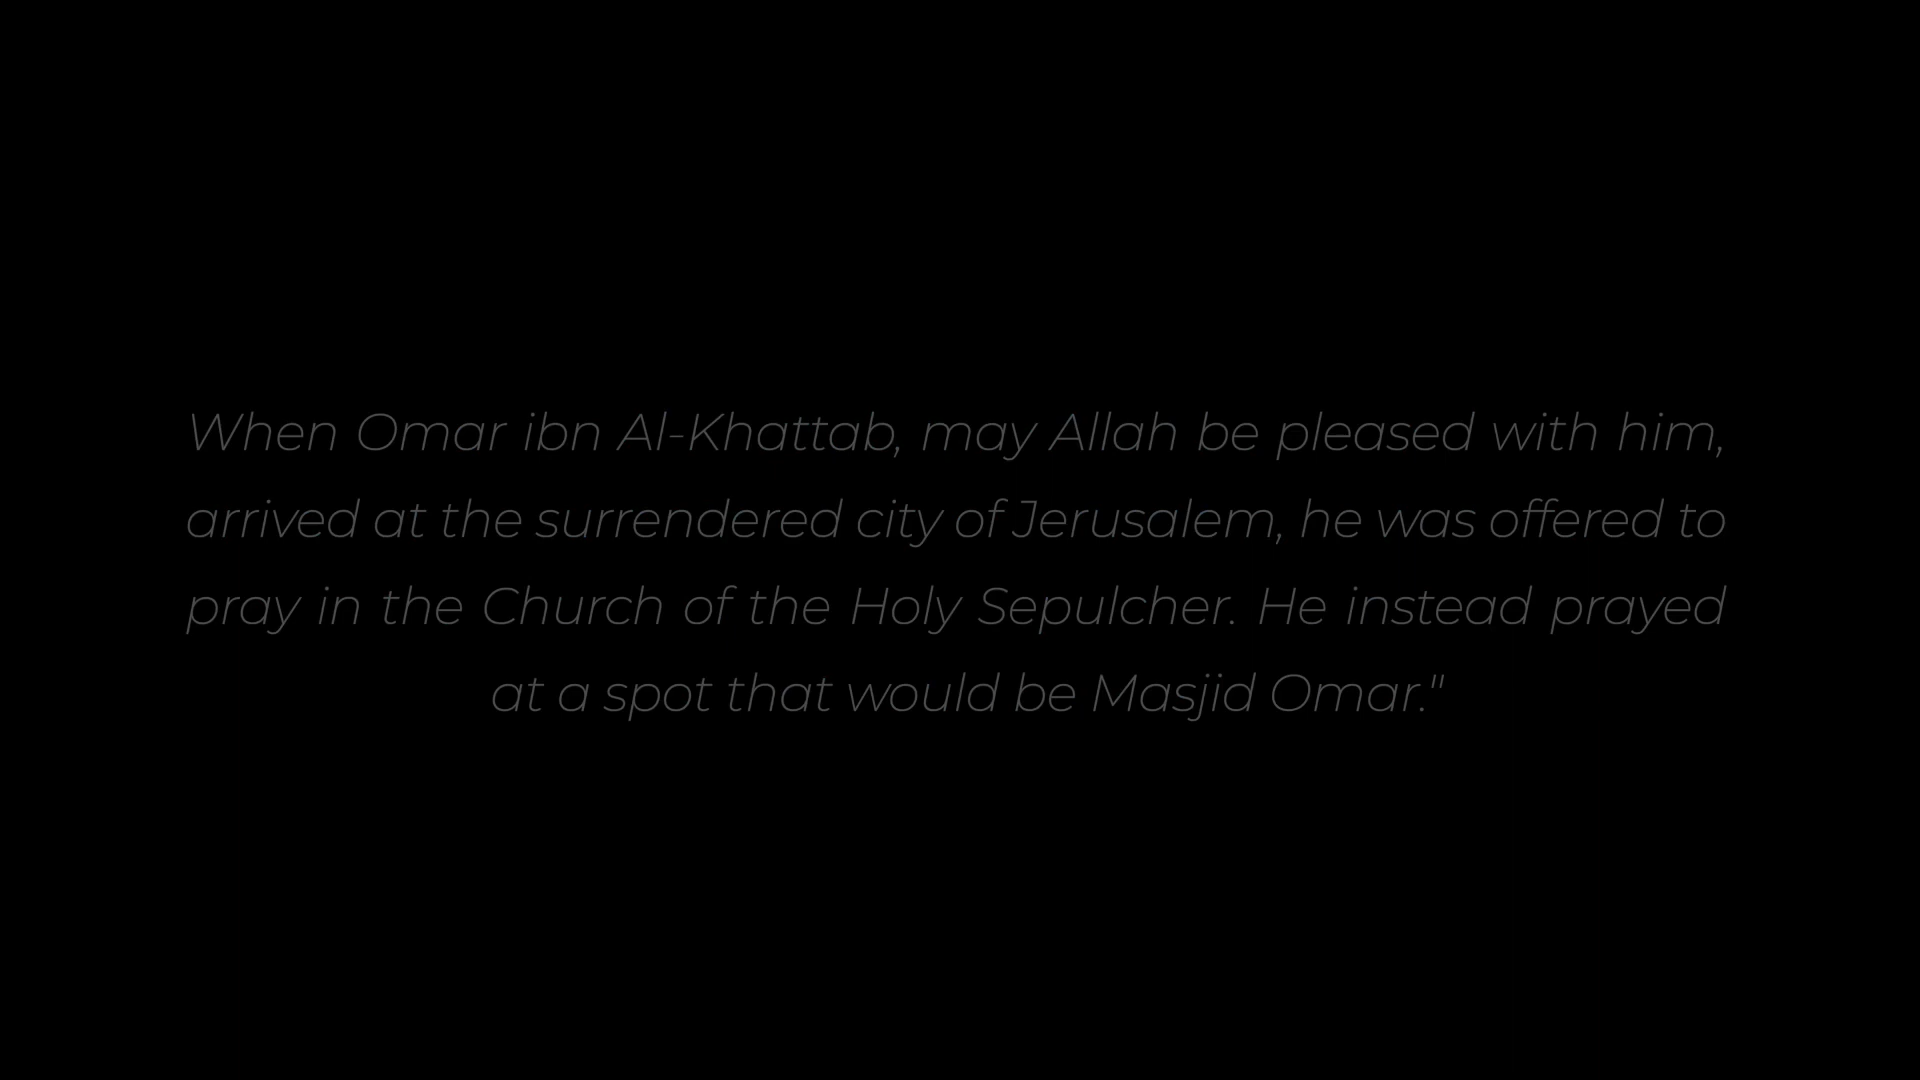 When Omar ibn Al-Khattab, may Allah be pleased with him,
arrived at the surrendered city of Jerusalem, he was offered to
pray in the Church of the Holy Sepulcher. He instead prayed
at a spot that would be Masjid Omar."